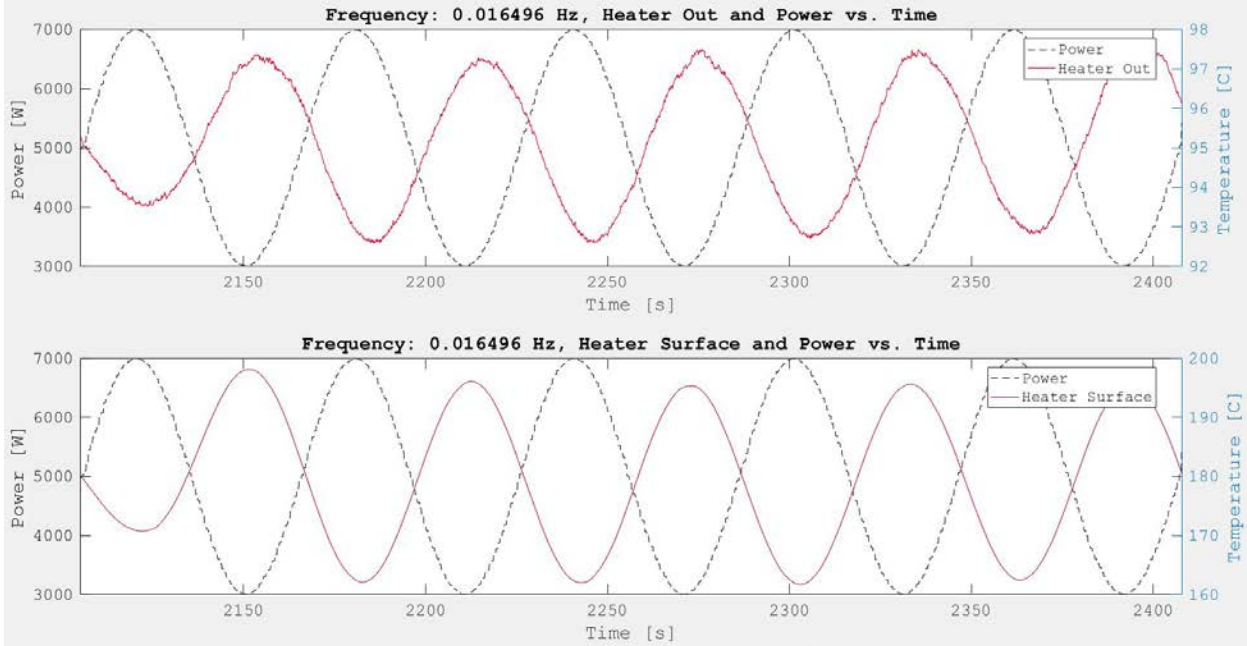 Frequency: 0.016496 Hz, Heater Out and Power vs. Time
7000
6000
5000
4000
3000
Power [W]
98
97
96
95
94
93
92
Temperature [C]
Power
Heater Out
2150
2200
2250
2300
2350
2400
Time [s]
Frequency: 0.016496 Hz, Heater Surface and Power vs. Time
7000
6000
5000
4000
3000
Power [W]
200
190
180
170
160
Temperature [C]
Power
Heater Surface
2150
2200
2250
2300
2350
2400
Time [s]